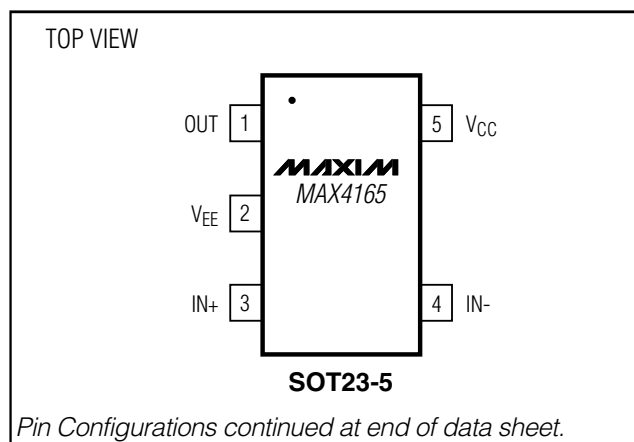 TOP VIEW
OUT 1
5 VCC
MAXIM
MAX4165
VEE 2
IN+ 3
4 IN-
SOT23-5
Pin Configurations continued at end of data sheet.